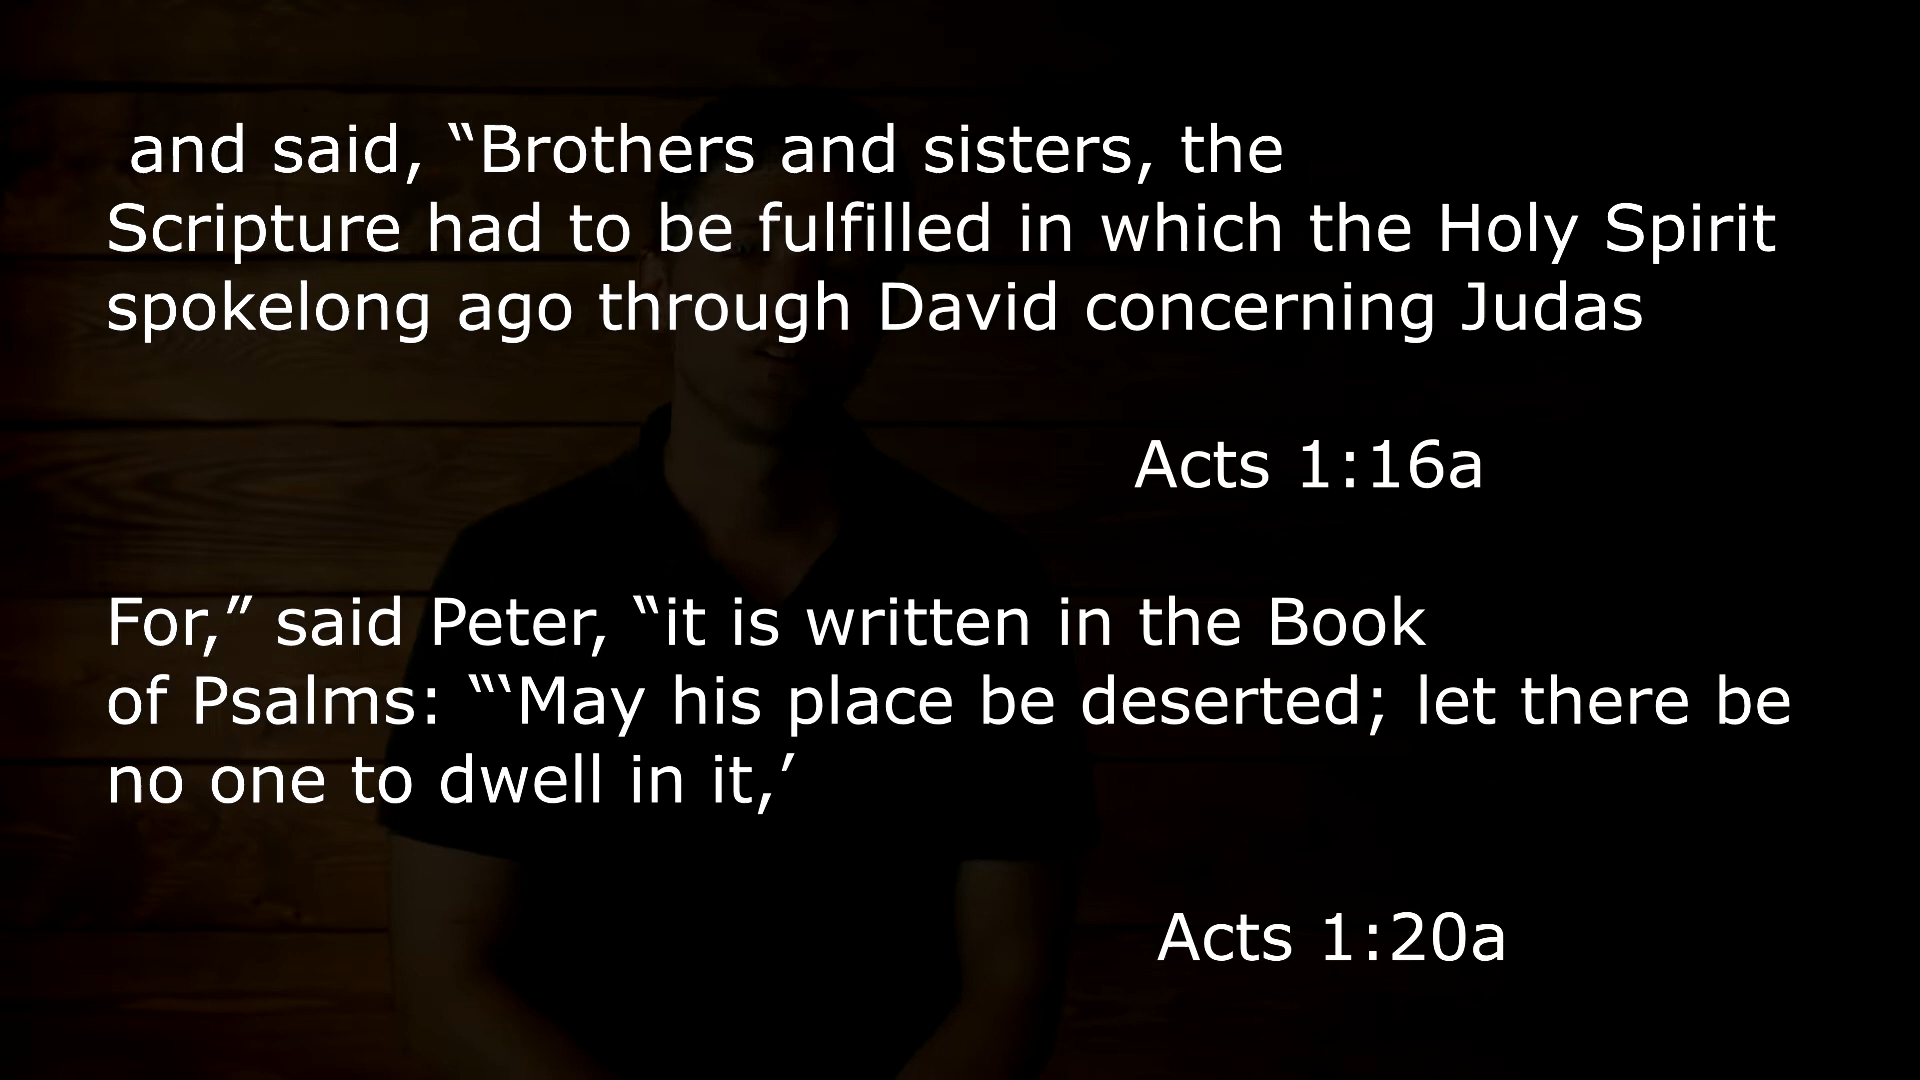 and said, “Brothers and sisters, the
Scripture had to be fulfilled in which the Holy Spirit
spokelong ago through David concerning Judas
Acts 1:16a
For,” said Peter, “it is written in the Book
of Psalms: “‘May his place be deserted; let there be
no one to dwell in it,’
Acts 1:20a